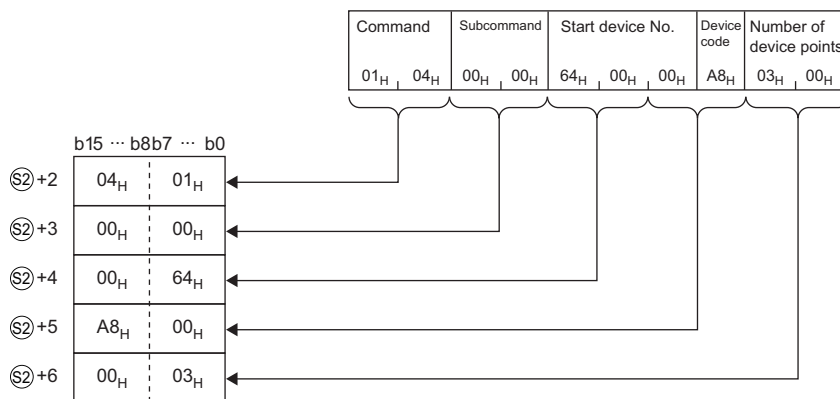 Command Subcommand Start device No. Device code Number of device points
01H 04H 00H 00H 64H 00H 00H A8H 03H 00H
b15 ... b8b7 ... b0
S2+2 04H 01H
S2+3 00H 00H
S2+4 00H 64H
S2+5 A8H 00H
S2+6 00H 03H